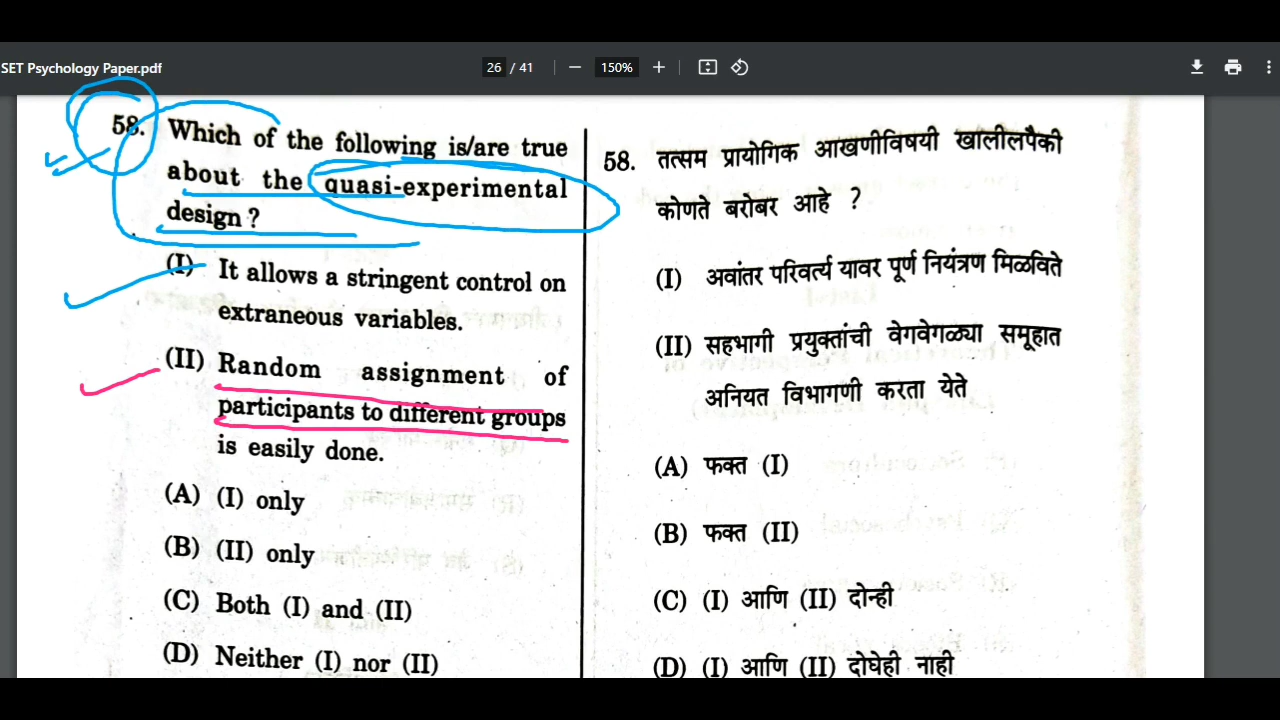 SET Psychology Paper.pdf
26 / 41
150%
58. Which of the following is/are true
about the quasi-experimental
design ?
(I) It allows a stringent control on
extraneous variables.
(II) Random assignment of
participants to different groups
is easily done.
(A) (I) only
(B) (II) only
(C) Both (I) and (II)
(D) Neither (I) nor (II)
58. तत्सम प्रायोगिक आखणीविषयी खालीलपैकी
कोणते बरोबर आहे ?
(I) अवांतर परिवर्त्य यावर पूर्ण नियंत्रण मिळविते
(II) सहभागी प्रयुक्तांची वेगवेगळ्या समूहात
अनियत विभागणी करता येते
(A) फक्त (I)
(B) फक्त (II)
(C) (I) आणि (II) दोन्ही
(D) (I) आणि (II) दोघेही नाही